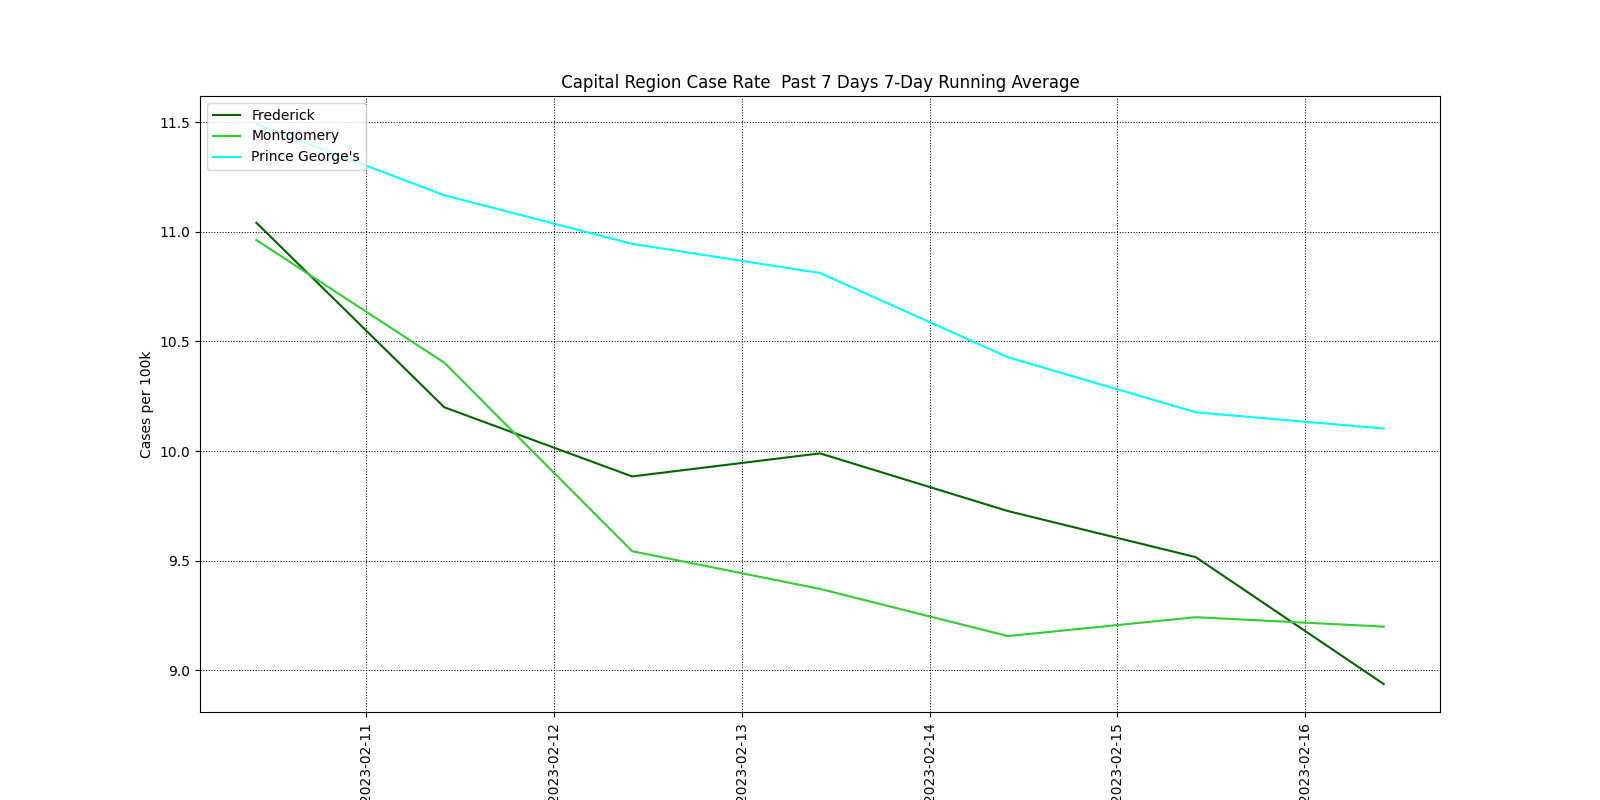 Capital Region Case Rate  Past 7 Days 7-Day Running Average
Frederick
Montgomery
Prince George's
Cases per 100k
11.5
11.0
10.5
10.0
9.5
9.0
2023-02-11
2023-02-12
2023-02-13
2023-02-14
2023-02-15
2023-02-16